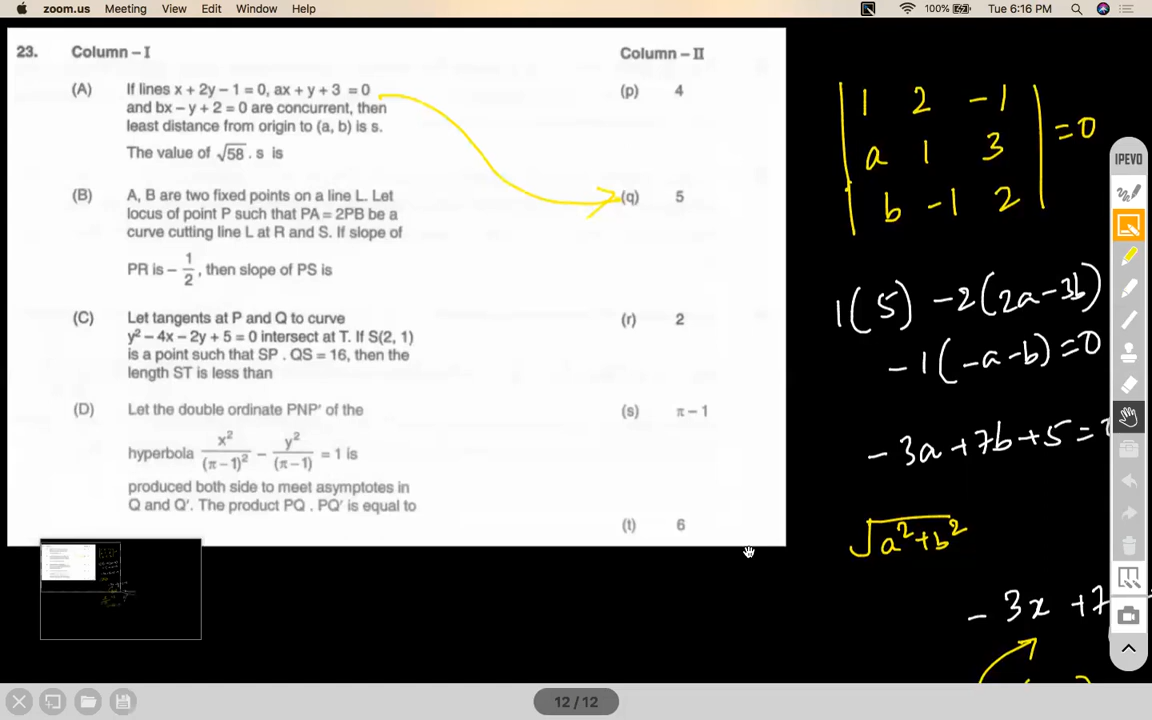 zoom.us Meeting View Edit Window Help 100% Tue 6:16 PM
23. Column – I Column – II
(A) If lines x + 2y – 1 = 0, ax + y + 3 = 0 (p) 4
and bx – y + 2 = 0 are concurrent, then
least distance from origin to (a, b) is s.
The value of √58 . s is
(B) A, B are two fixed points on a line L. Let (q) 5
locus of point P such that PA = 2PB be a
curve cutting line L at R and S. If slope of
PR is – 1/2, then slope of PS is
(C) Let tangents at P and Q to curve (r) 2
y² – 4x – 2y + 5 = 0 intersect at T. If S(2, 1)
is a point such that SP . QS = 16, then the
length ST is less than
(D) Let the double ordinate PNP′ of the (s) π – 1
hyperbola x²/(π – 1)² – y²/(π – 1) = 1 is
produced both side to meet asymptotes in
Q and Q′. The product PQ . PQ′ is equal to
(t) 6
1 2 -1
a 1 3 = 0
b -1 2
1(5) -2(2a-3b)
-1(-a-b)=0
-3a+7b+5=
√a²+b²
-3x +7
IPEVO
12 / 12